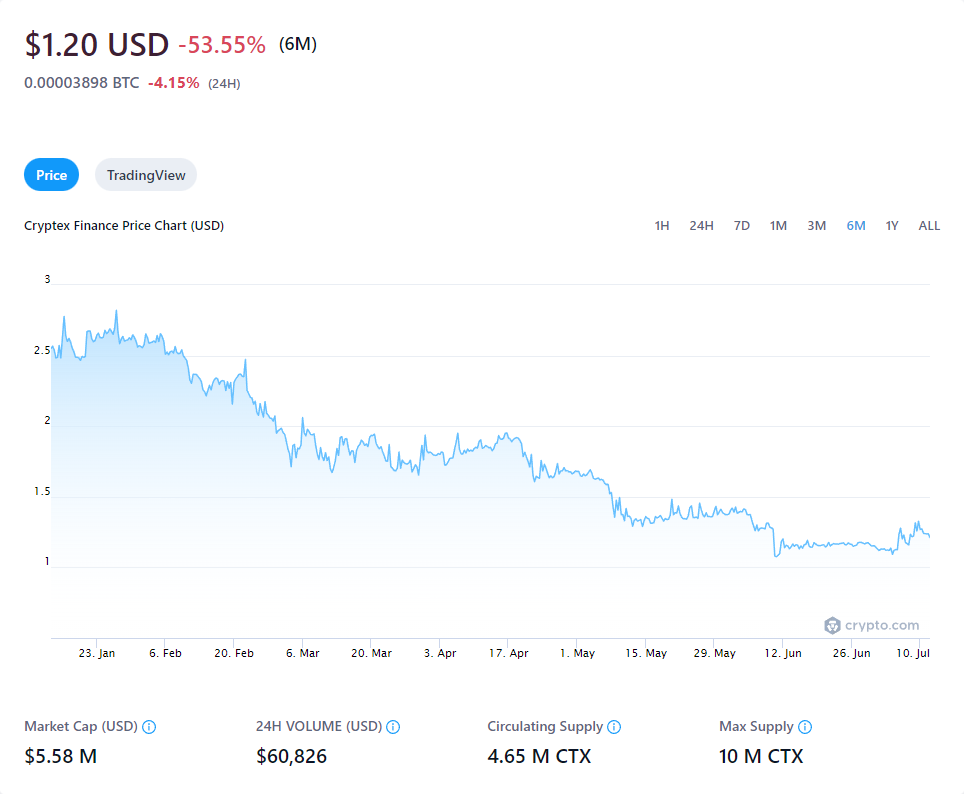 $1.20 USD -53.55% (6M)
0.00003898 BTC -4.15% (24H)
Price TradingView
Cryptex Finance Price Chart (USD) 1H 24H 7D 1M 3M 6M 1Y ALL
3
2.5
2
1.5
1
crypto.com
23. Jan 6. Feb 20. Feb 6. Mar 20. Mar 3. Apr 17. Apr 1. May 15. May 29. May 12. Jun 26. Jun 10. Jul
Market Cap (USD) 24H VOLUME (USD) Circulating Supply Max Supply
$5.58 M $60,826 4.65 M CTX 10 M CTX